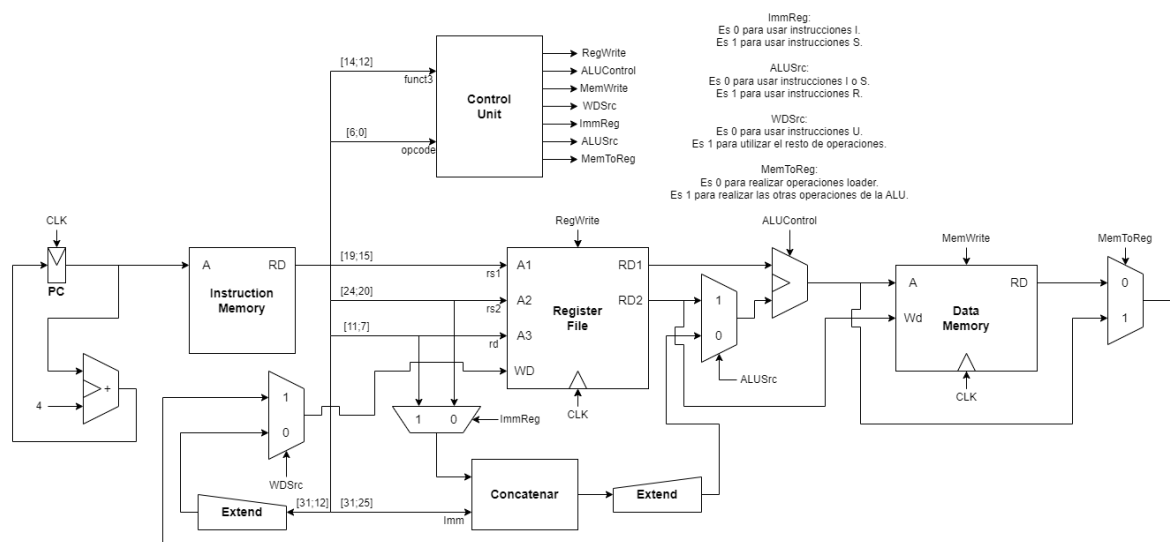 ImmReg:
Es 0 para usar instrucciones I.
Es 1 para usar instrucciones S.
ALUSrc:
Es 0 para usar instrucciones I o S.
Es 1 para usar instrucciones R.
WDSrc:
Es 0 para usar instrucciones U.
Es 1 para utilizar el resto de operaciones.
MemToReg:
Es 0 para realizar operaciones loader.
Es 1 para realizar las otras operaciones de la ALU.
[14;12]
funct3
[6;0]
opcode
Control
Unit
RegWrite
ALUControl
MemWrite
WDSrc
ImmReg
ALUSrc
MemToReg
CLK
PC
A
RD
Instruction
Memory
4
+
[19;15]
rs1
[24;20]
rs2
[11;7]
rd
RegWrite
A1
A2
A3
WD
RD1
RD2
Register
File
CLK
1
0
ALUSrc
ALUControl
MemWrite
A
RD
Wd
Data
Memory
CLK
MemToReg
0
1
1
0
WDSrc
1
0
ImmReg
Extend
[31;12]
[31;25]
Imm
Concatenar
Extend